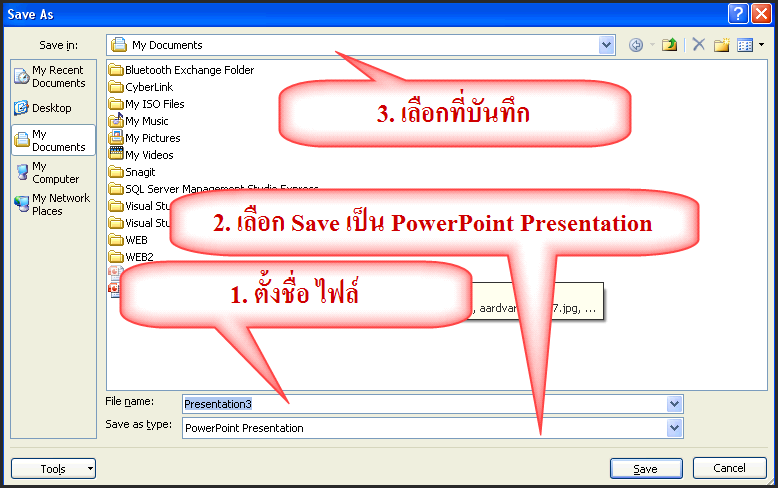 Save As
Save in:
My Documents
My Recent
Documents
Desktop
My
Documents
My
Computer
My Network
Places
Bluetooth Exchange Folder
CyberLink
My ISO Files
My Music
My Pictures
My Videos
Snagit
SQL Server Management Studio Express
Visual
Visual
WEB
WEB2
3. เลือกที่บันทึก
2. เลือก Save เป็น PowerPoint Presentation
1. ตั้งชื่อ ไฟล์
7.jpg, ...
File name:
Presentation3
Save as type:
PowerPoint Presentation
Tools
Save
Cancel